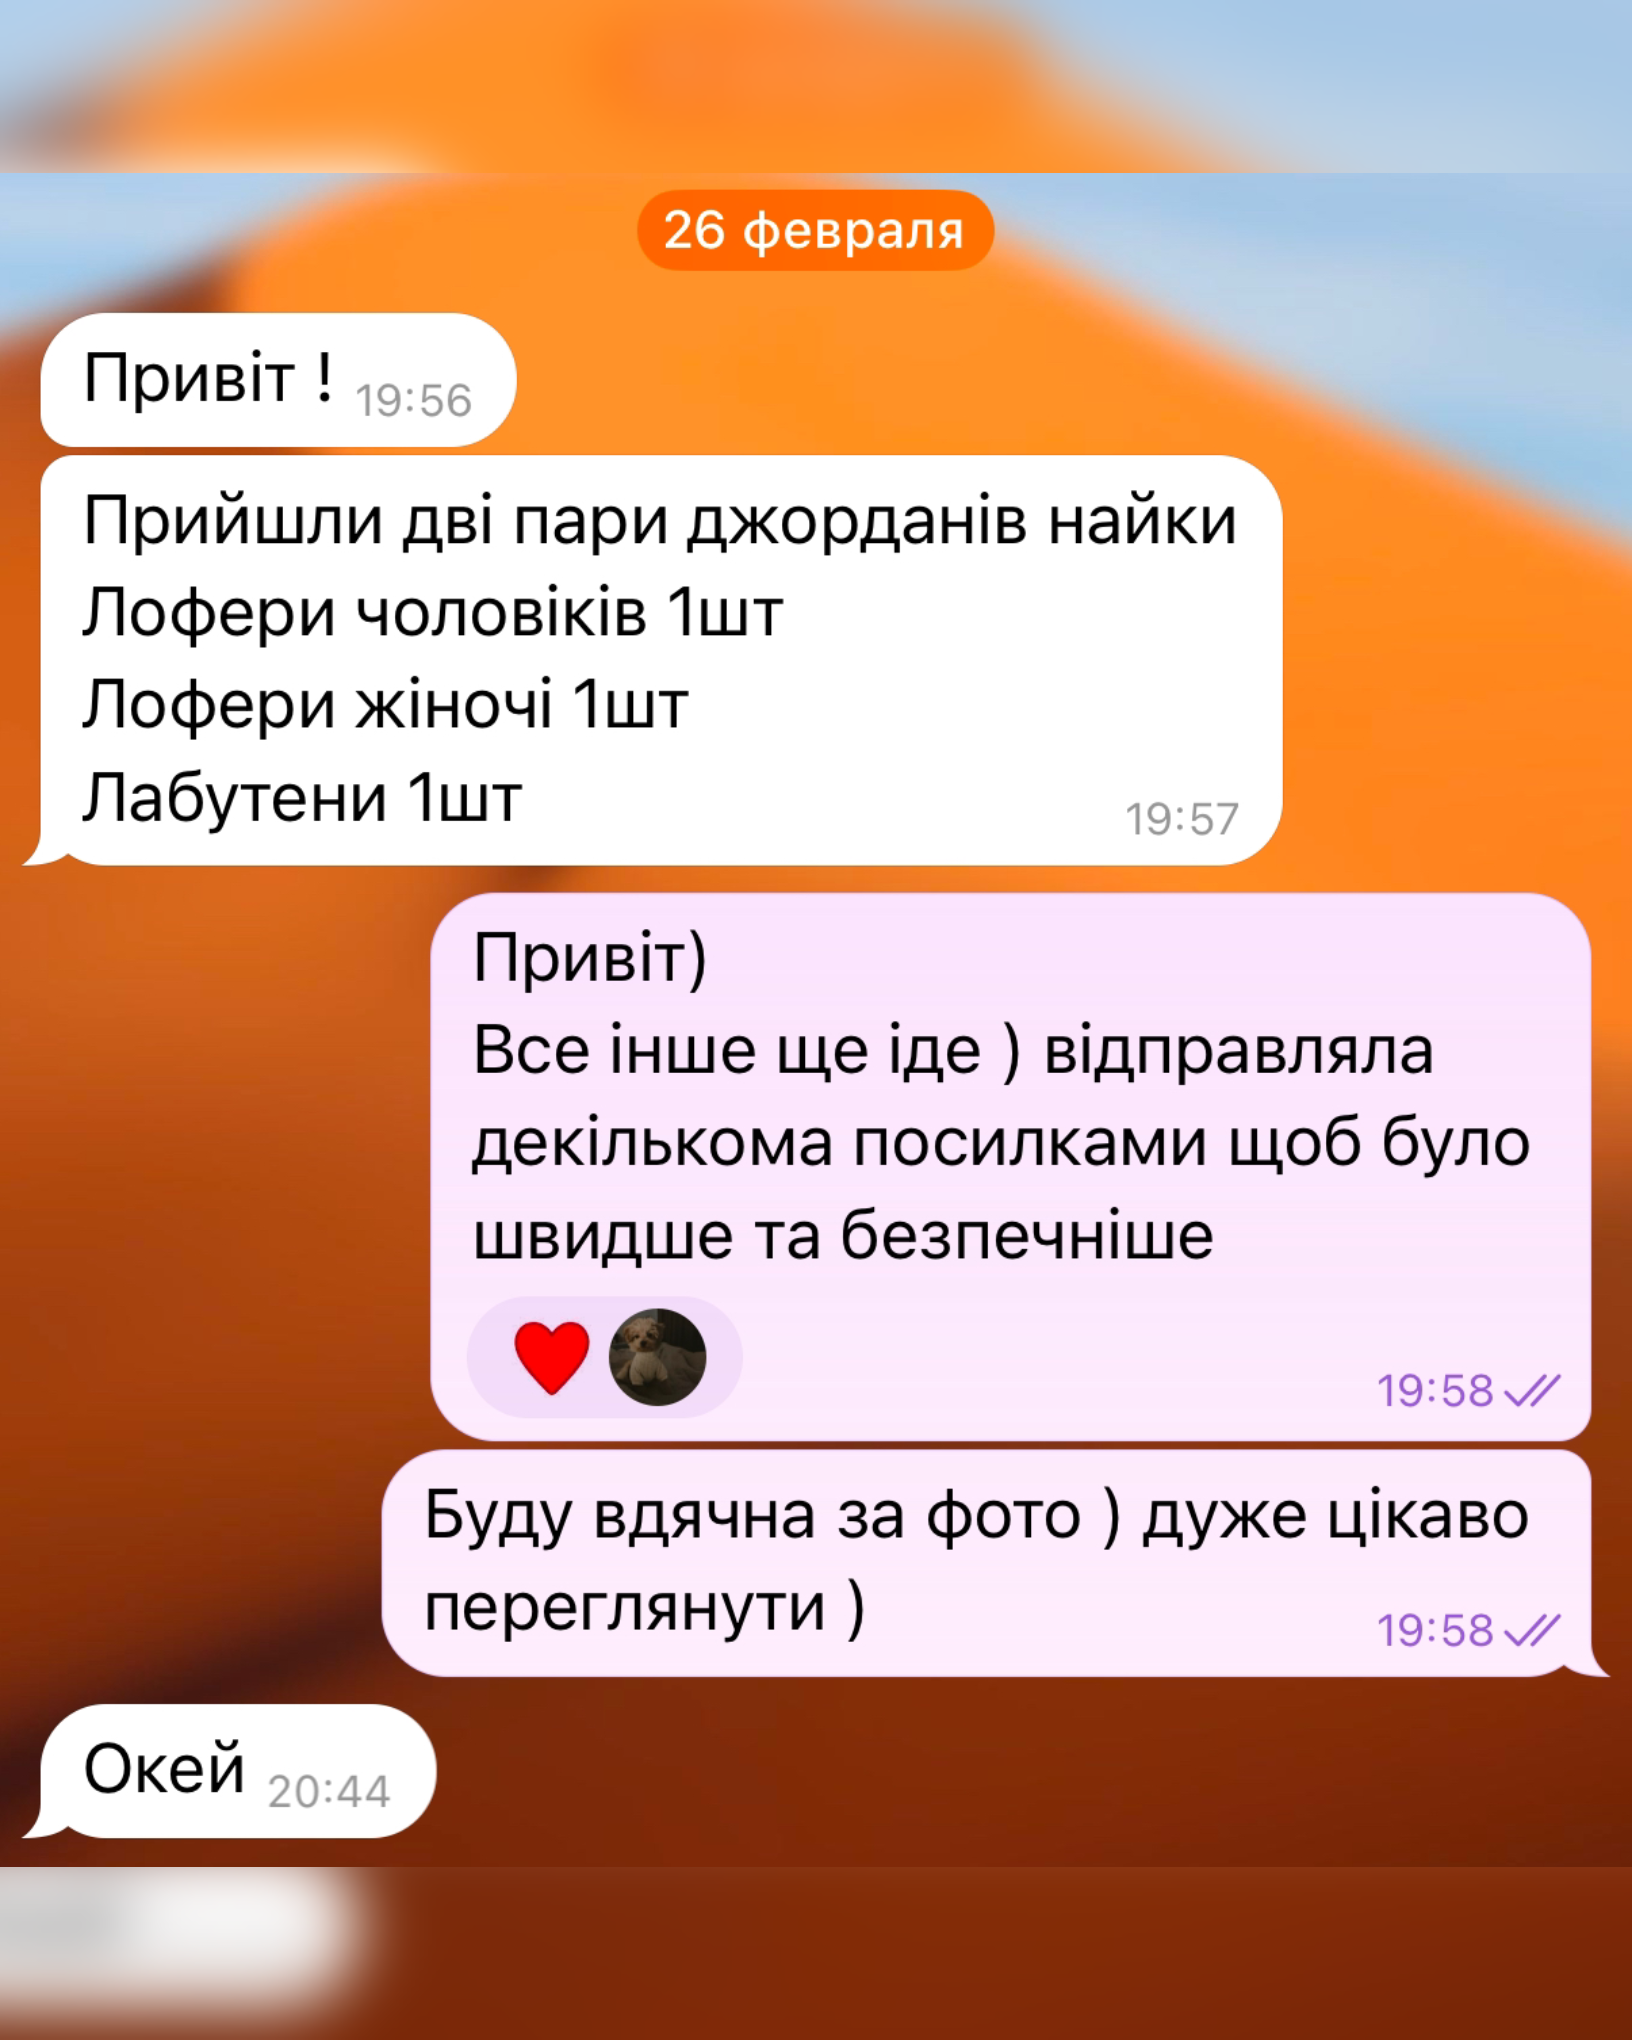 26 февраля
Привіт ! 19:56
Прийшли дві пари джорданів найки
Лофери чоловіків 1шт
Лофери жіночі 1шт
Лабутени 1шт 19:57
Привіт)
Все інше ще іде ) відправляла
декількома посилками щоб було
швидше та безпечніше
19:58
Буду вдячна за фото ) дуже цікаво
переглянути ) 19:58
Окей 20:44